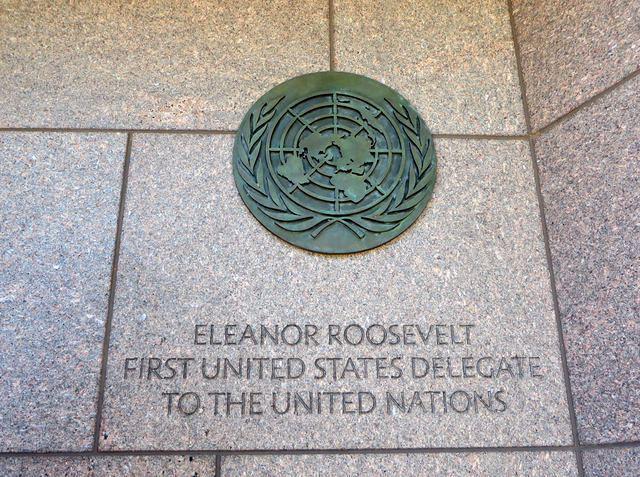 ELEANOR ROOSEVELT
FIRST UNITED STATES DELEGATE
TO THE UNITED NATIONS